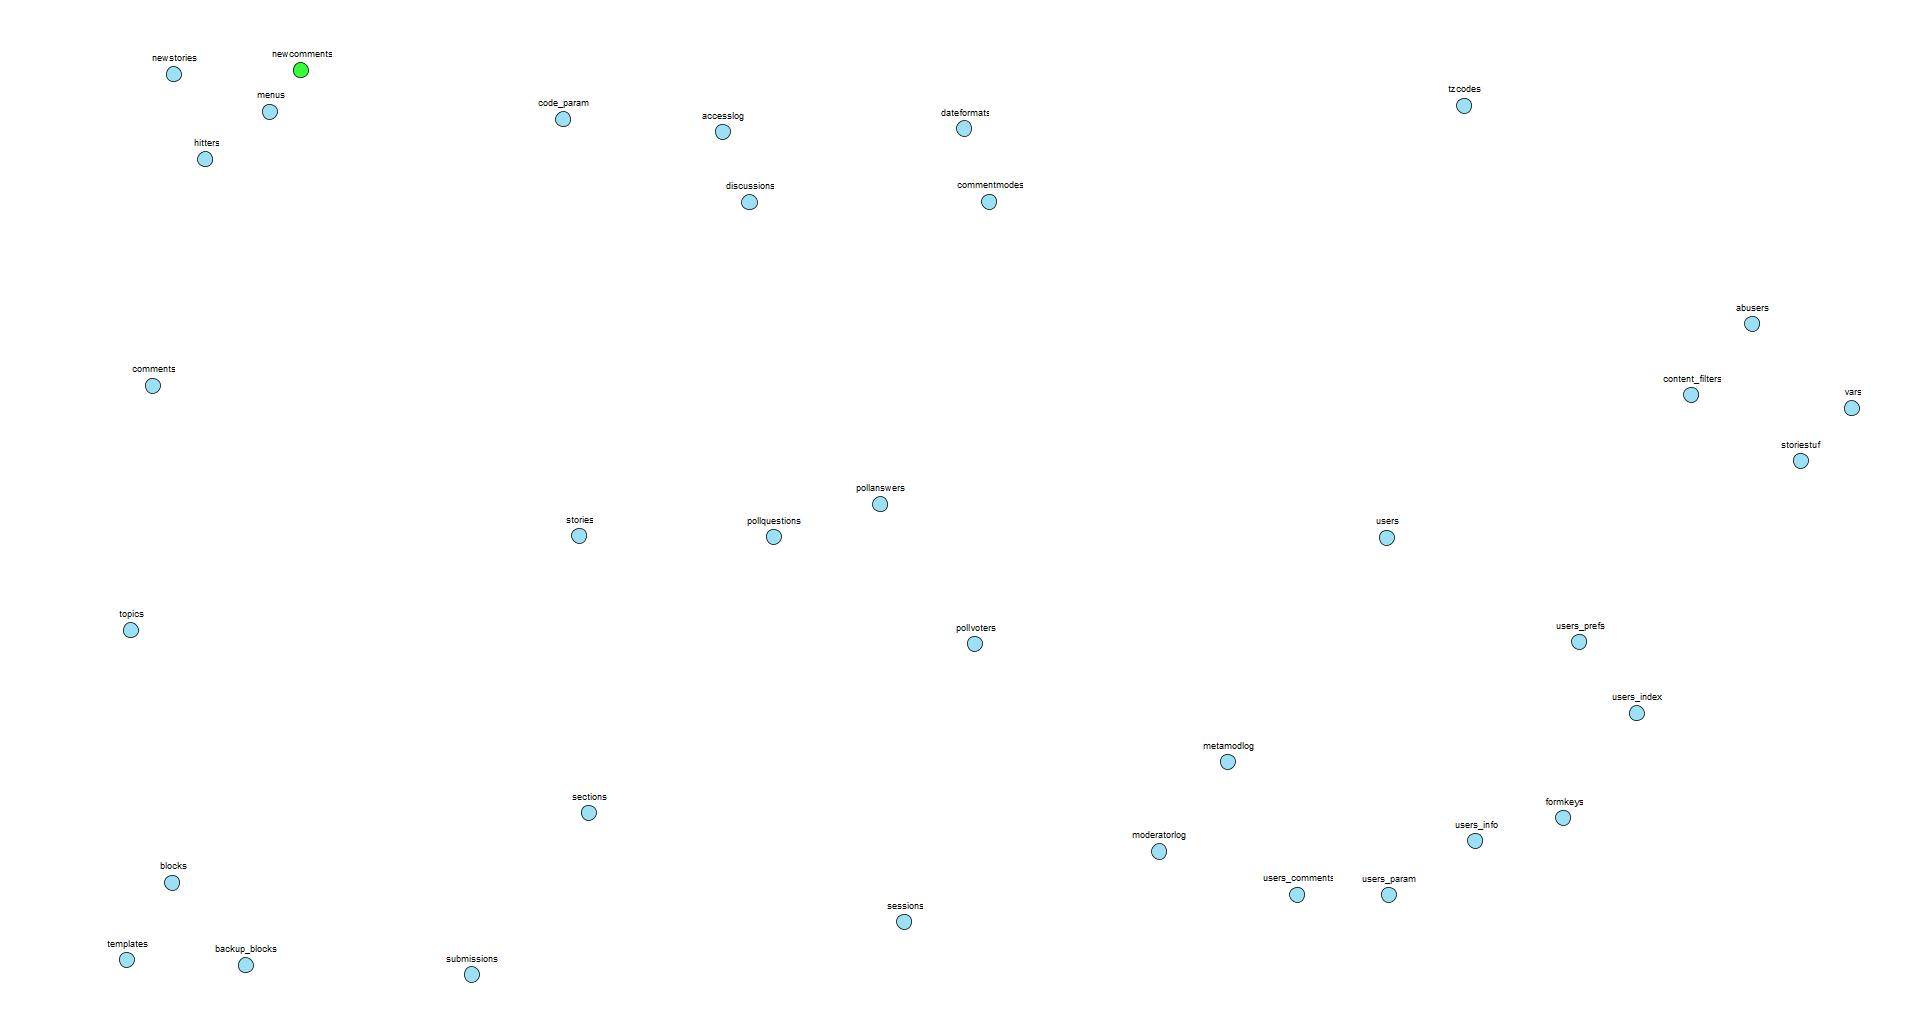 newstories
newcomments
menus
hitters
code_param
accesslog
dateformats
tzcodes
discussions
commentmodes
abusers
comments
content_filters
vars
storiestuf
pollanswers
stories
pollquestions
users
topics
pollvoters
users_prefs
users_index
metamodlog
sections
formkeys
users_info
moderatorlog
blocks
users_comments
users_param
sessions
templates
backup_blocks
submissions